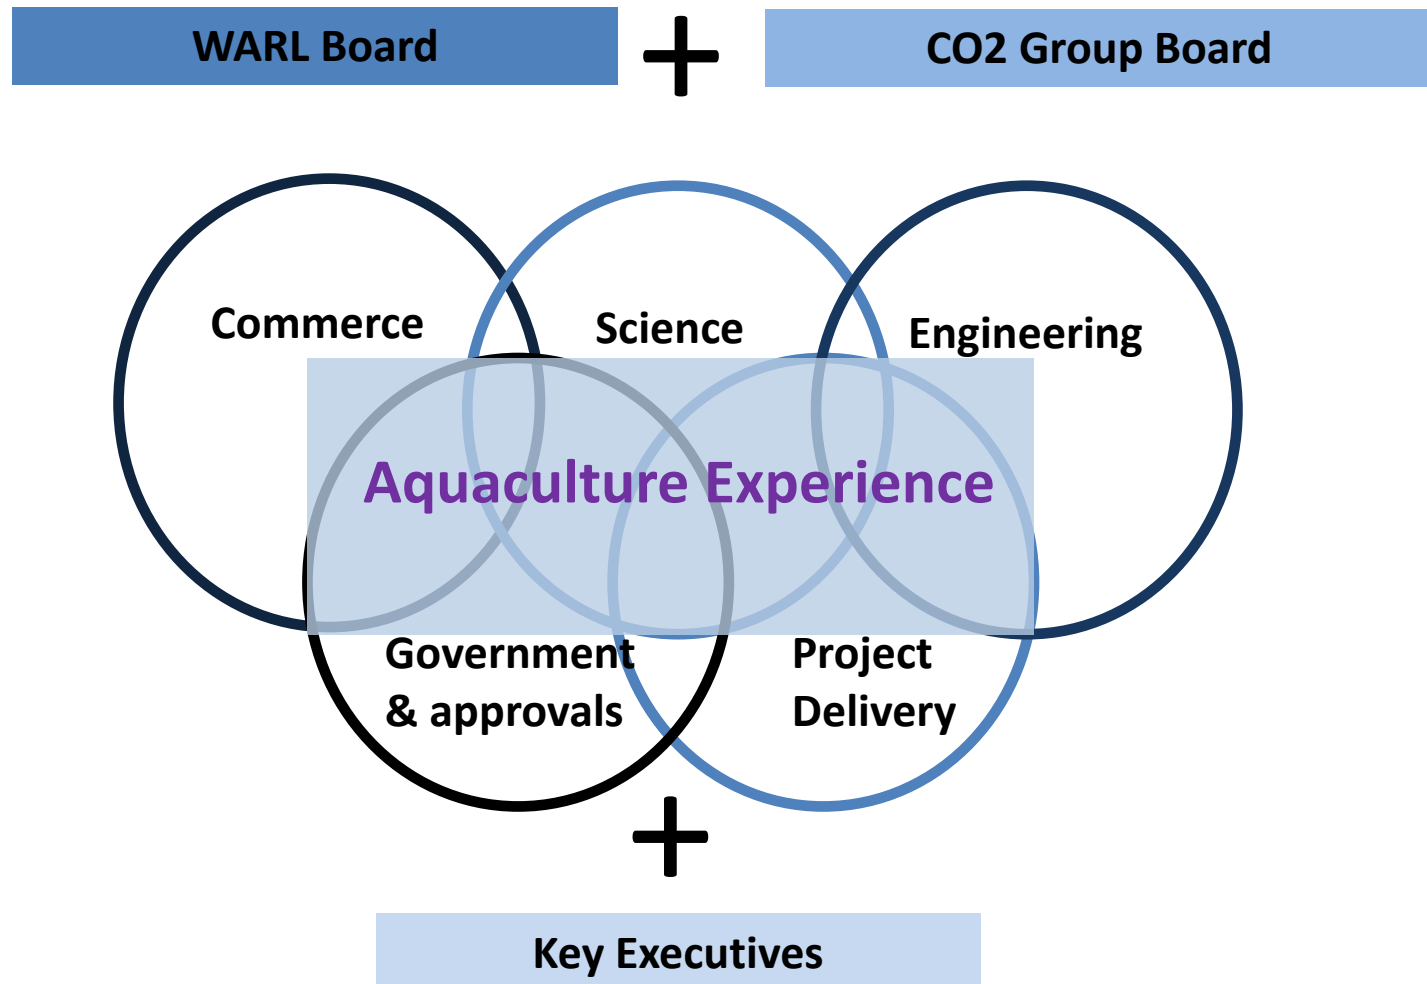 WARL Board
+
CO2 Group Board
Commerce
Science
Engineering
Aquaculture Experience
Government
& approvals
Project
Delivery
+
Key Executives